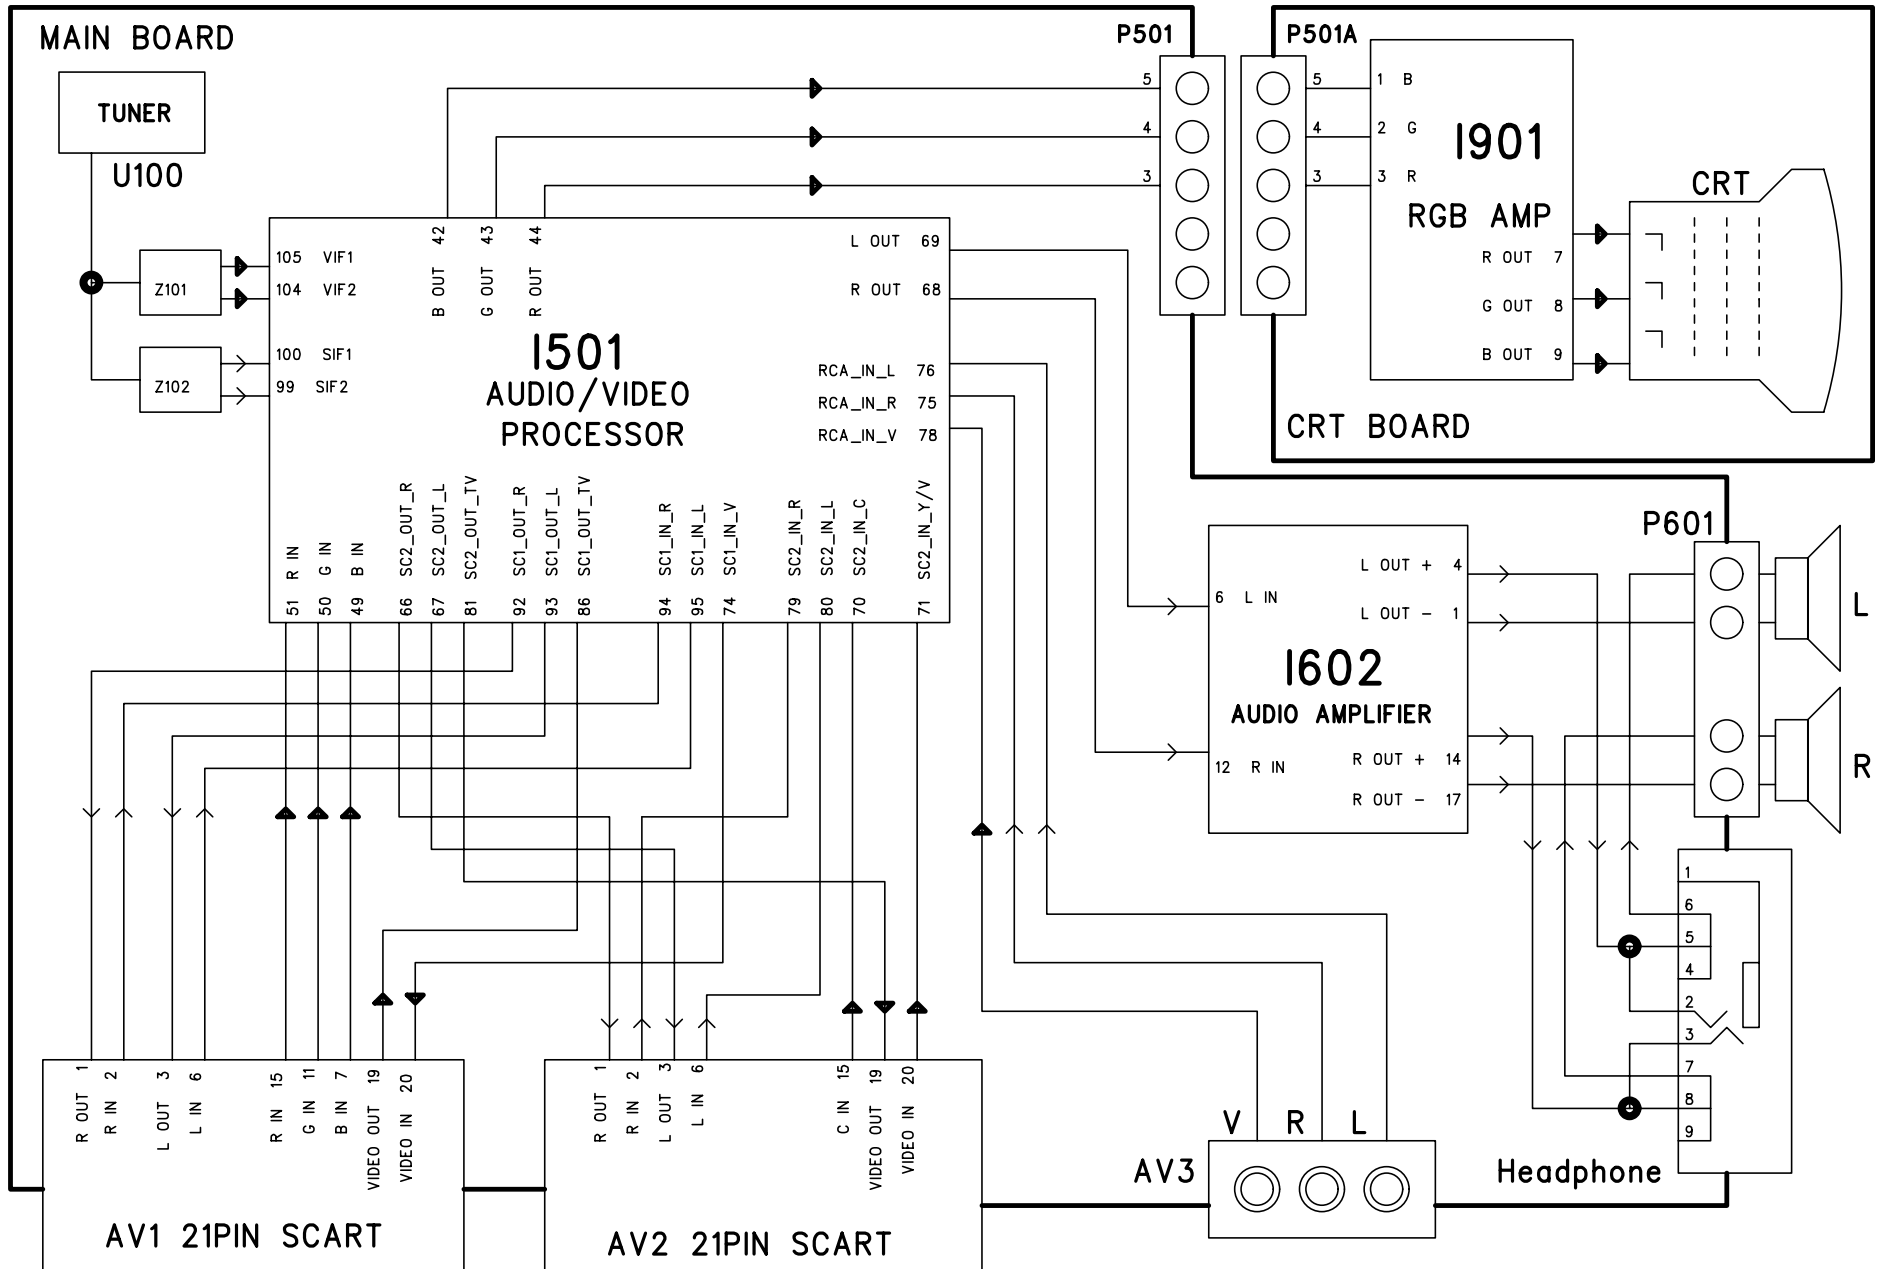 MAIN BOARD
TUNER
U100
P501
5
4
3
P501A
5
4
3
1 B
2 G
3 R
I901
RGB AMP
R OUT 7
G OUT 8
B OUT 9
CRT
CRT BOARD
Z101
Z102
105 VIF1
104 VIF2
100 SIF1
99 SIF2
B OUT 42
G OUT 43
R OUT 44
L OUT 69
R OUT 68
I501
AUDIO/VIDEO
PROCESSOR
RCA_IN_L 76
RCA_IN_R 75
RCA_IN_V 78
51 R IN
50 G IN
49 B IN
66 SC2_OUT_R
67 SC2_OUT_L
81 SC2_OUT_TV
92 SC1_OUT_R
93 SC1_OUT_L
86 SC1_OUT_TV
94 SC1_IN_R
95 SC1_IN_L
74 SC1_IN_V
79 SC2_IN_R
80 SC2_IN_L
70 SC2_IN_C
71 SC2_IN_Y/V
6 L IN
12 R IN
I602
AUDIO AMPLIFIER
L OUT + 4
L OUT - 1
R OUT + 14
R OUT - 17
P601
L
R
1
6
5
4
2
3
7
8
9
Headphone
R OUT 1
R IN 2
L OUT 3
L IN 6
R IN 15
G IN 11
B IN 7
VIDEO OUT 19
VIDEO IN 20
AV1 21PIN SCART
R OUT 1
R IN 2
L OUT 3
L IN 6
C IN 15
VIDEO OUT 19
VIDEO IN 20
AV2 21PIN SCART
V R L
AV3